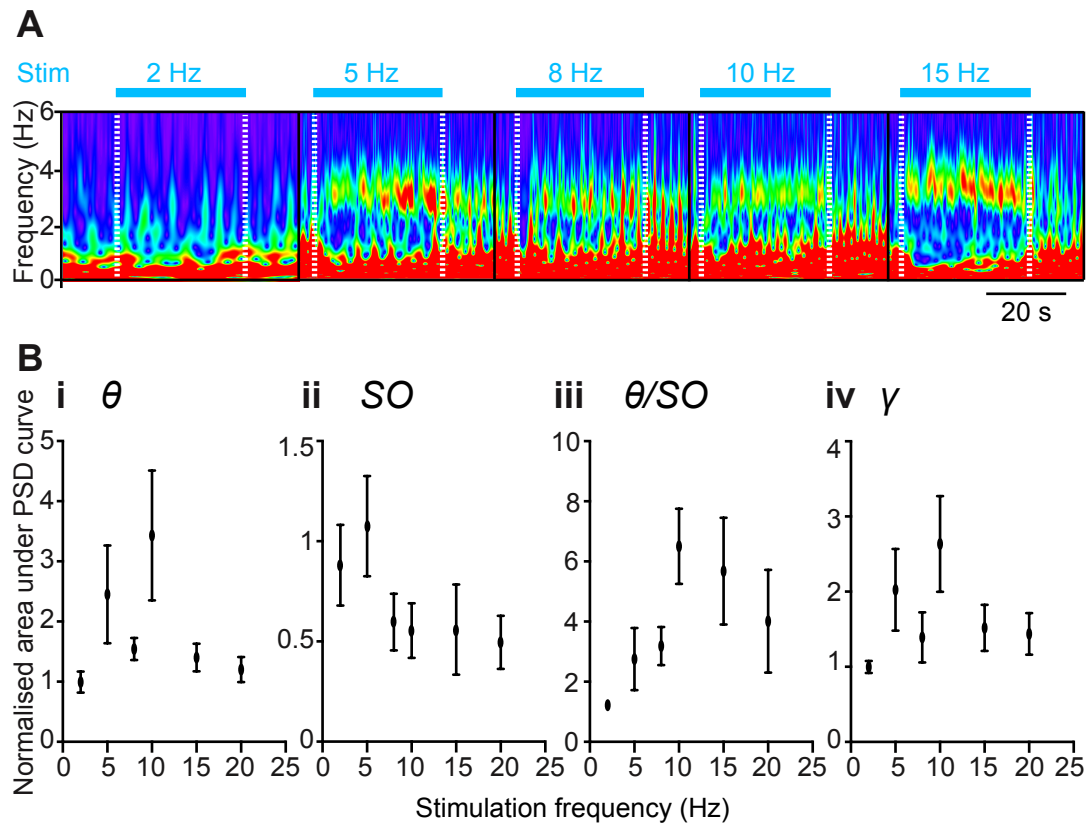 A
Stim 2 Hz 5 Hz 8 Hz 10 Hz 15 Hz
Frequency (Hz)
6
4
2
0
20 s
B
i θ ii SO iii θ/SO iv γ
Normalised area under PSD curve
5
4
3
2
1
0
0 5 10 15 20 25
1.5
1
0.5
0
0 5 10 15 20 25
10
8
6
4
2
0
0 5 10 15 20 25
4
3
2
1
0
0 5 10 15 20 25
Stimulation frequency (Hz)